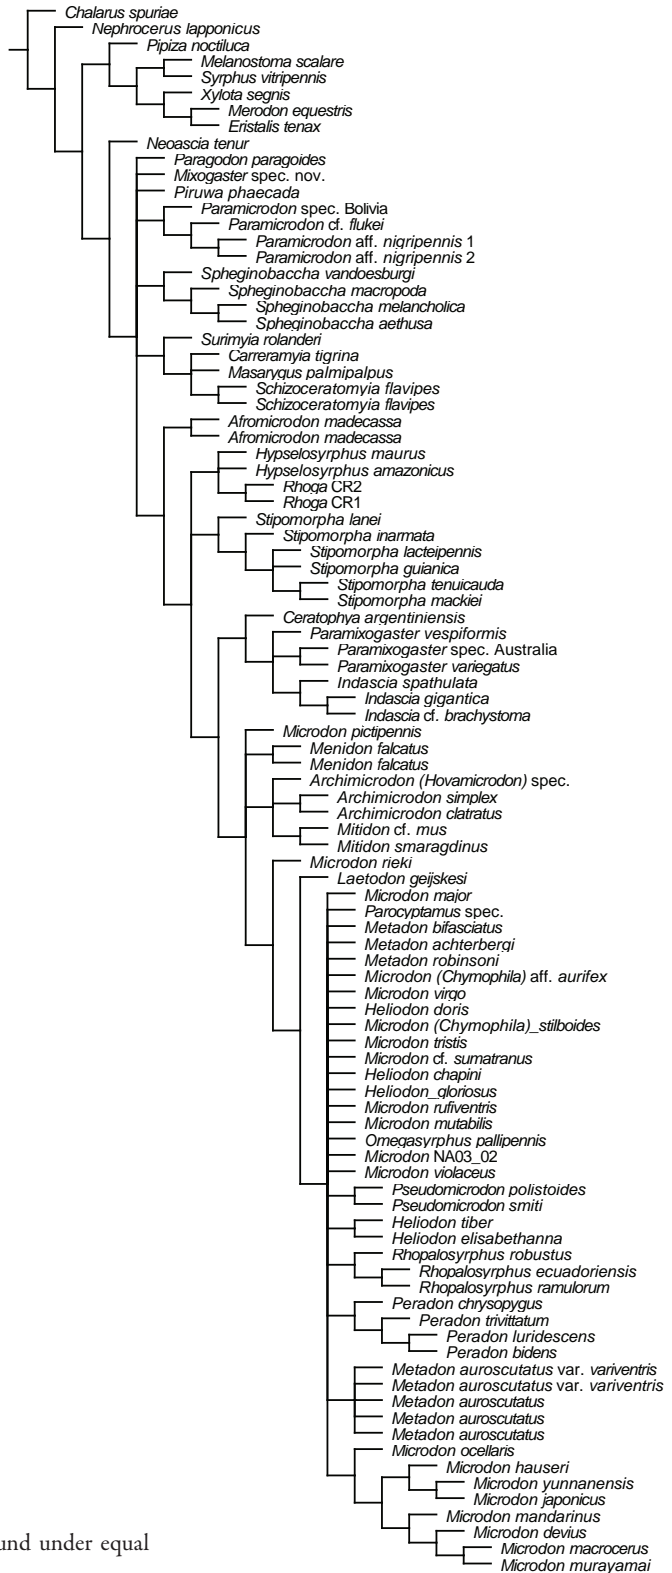 Chalarus spuriae
Nephrocerus lapponicus
Pipiza noctiluca
Melanostoma scalare
Syrphus vitripennis
Xylota segnis
Merodon equestris
Eristalis tenax
Neoascia tenur
Paragodon paragoides
Mixogaster spec. nov.
Piruwa phaecada
Paramicrodon spec. Bolivia
Paramicrodon cf. flukei
Paramicrodon aff. nigripennis 1
Paramicrodon aff. nigripennis 2
Spheginobaccha vandoesburgi
Spheginobaccha macropoda
Spheginobaccha melancholica
Spheginobaccha aethusa
Surimyia rolanderi
Carreramyia tigrina
Masarygus palmipalpus
Schizoceratomyia flavipes
Schizoceratomyia flavipes
Afromicrodon madecassa
Afromicrodon madecassa
Hypselosyrphus maurus
Hypselosyrphus amazonicus
Rhoga CR2
Rhoga CR1
Stipomorpha lanei
Stipomorpha inarmata
Stipomorpha lacteipennis
Stipomorpha guianica
Stipomorpha tenuicauda
Stipomorpha mackiei
Ceratophya argentiniensis
Paramixogaster vespiformis
Paramixogaster spec. Australia
Paramixogaster variegatus
Indascia spathulata
Indascia gigantica
Indascia cf. brachystoma
Microdon pictipennis
Menidon falcatus
Menidon falcatus
Archimicrodon (Hovamicrodon) spec.
Archimicrodon simplex
Archimicrodon clatratus
Mitidon cf. mus
Mitidon smaragdinus
Microdon rieki
Laetodon geijskesi
Microdon major
Parocyptamus spec.
Metadon bifasciatus
Metadon achterbergi
Metadon robinsoni
Microdon (Chymophila) aff. aurifex
Microdon virgo
Heliodon doris
Microdon (Chymophila)_stilboides
Microdon tristis
Microdon cf. sumatranus
Heliodon chapini
Heliodon_gloriosus
Microdon rufiventris
Microdon mutabilis
Omegasyrphus pallipennis
Microdon NA03_02
Microdon violaceus
Pseudomicrodon polistoides
Pseudomicrodon smiti
Heliodon tiber
Heliodon elisabethanna
Rhopalosyrphus robustus
Rhopalosyrphus ecuadoriensis
Rhopalosyrphus ramulorum
Peradon chrysopygus
Peradon trivittatum
Peradon luridescens
Peradon bidens
Metadon auroscutatus var. variventris
Metadon auroscutatus var. variventris
Metadon auroscutatus
Metadon auroscutatus
Metadon auroscutatus
Microdon ocellaris
Microdon hauseri
Microdon yunnanensis
Microdon japonicus
Microdon mandarinus
Microdon devius
Microdon macrocerus
Microdon murayamai
und under equal